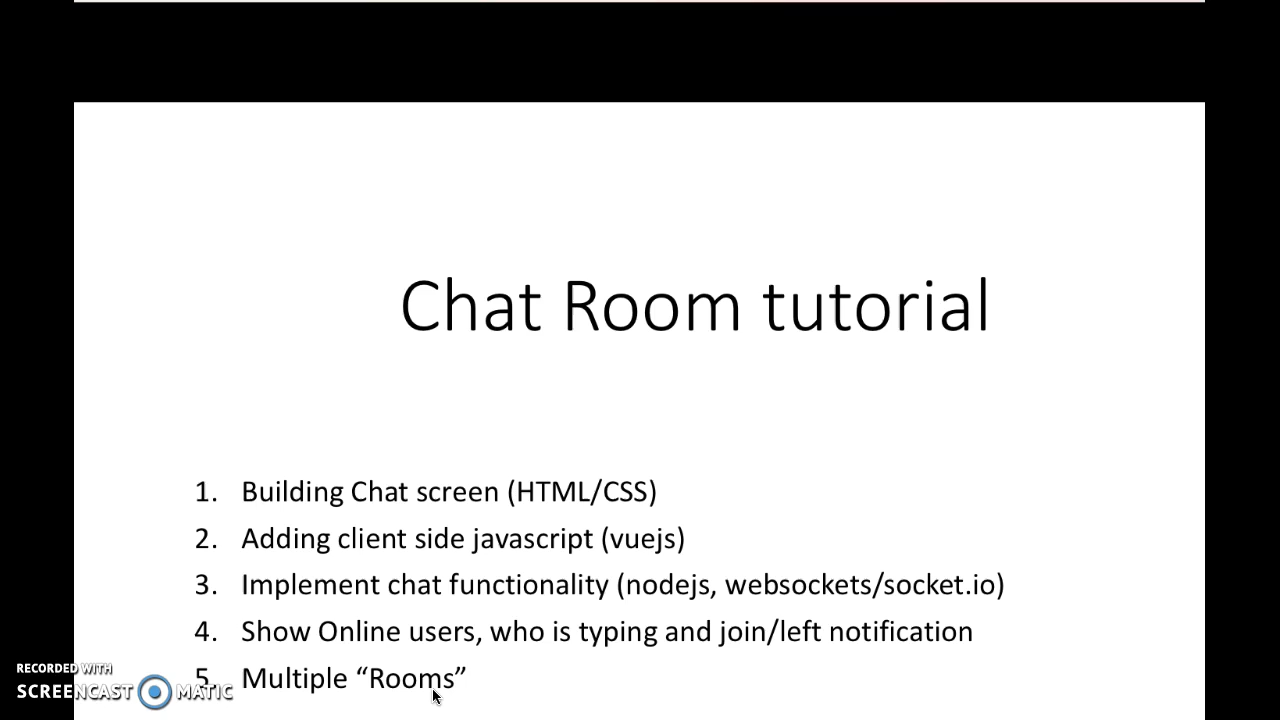 Chat Room tutorial
1. Building Chat screen (HTML/CSS)
2. Adding client side javascript (vuejs)
3. Implement chat functionality (nodejs, websockets/socket.io)
4. Show Online users, who is typing and join/left notification
5. Multiple “Rooms”
RECORDED WITH
SCREENCAST MATIC